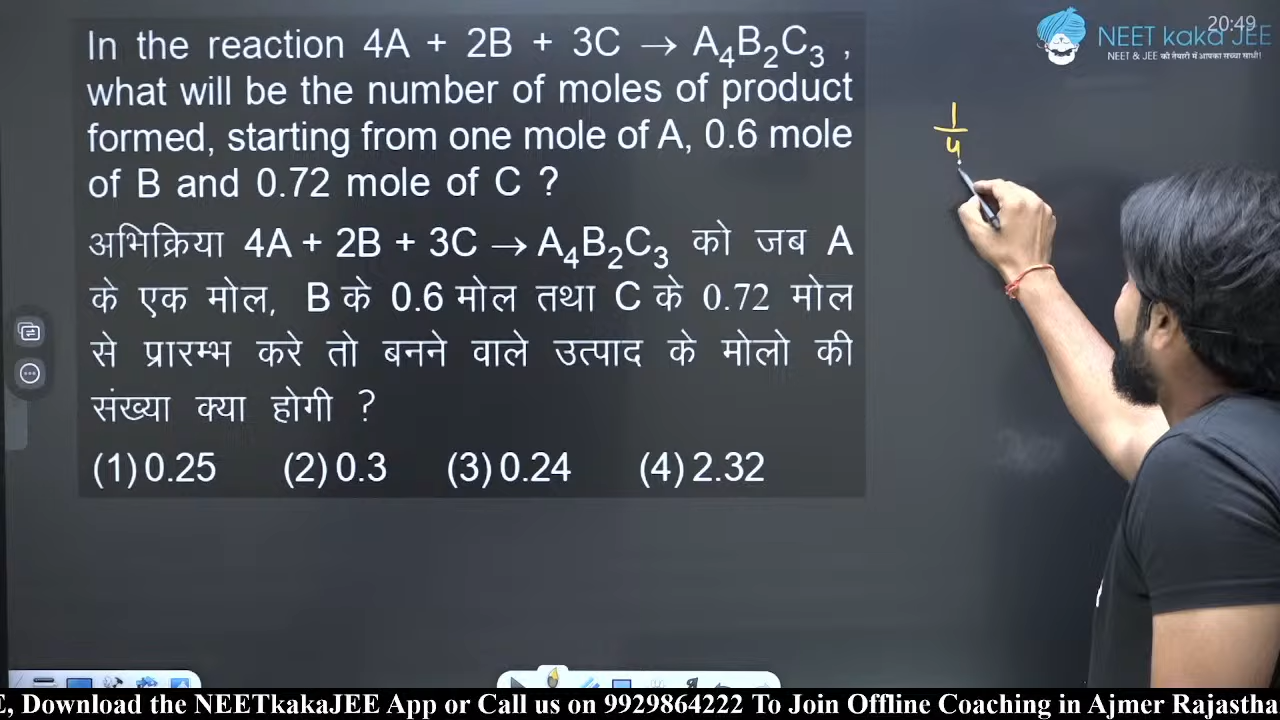 In the reaction 4A + 2B + 3C → A₄B₂C₃ ,
what will be the number of moles of product
formed, starting from one mole of A, 0.6 mole
of B and 0.72 mole of C ?
अभिक्रिया 4A + 2B + 3C → A₄B₂C₃ को जब A
के एक मोल, B के 0.6 मोल तथा C के 0.72 मोल
से प्रारम्भ करे तो बनने वाले उत्पाद के मोलो की
संख्या क्या होगी ?
(1) 0.25 (2) 0.3 (3) 0.24 (4) 2.32
20:49
NEET kaka JEE
NEET & JEE की तैयारी में आपका सच्चा साथी!
1
4
E, Download the NEETkakaJEE App or Call us on 9929864222 To Join Offline Coaching in Ajmer Rajastha